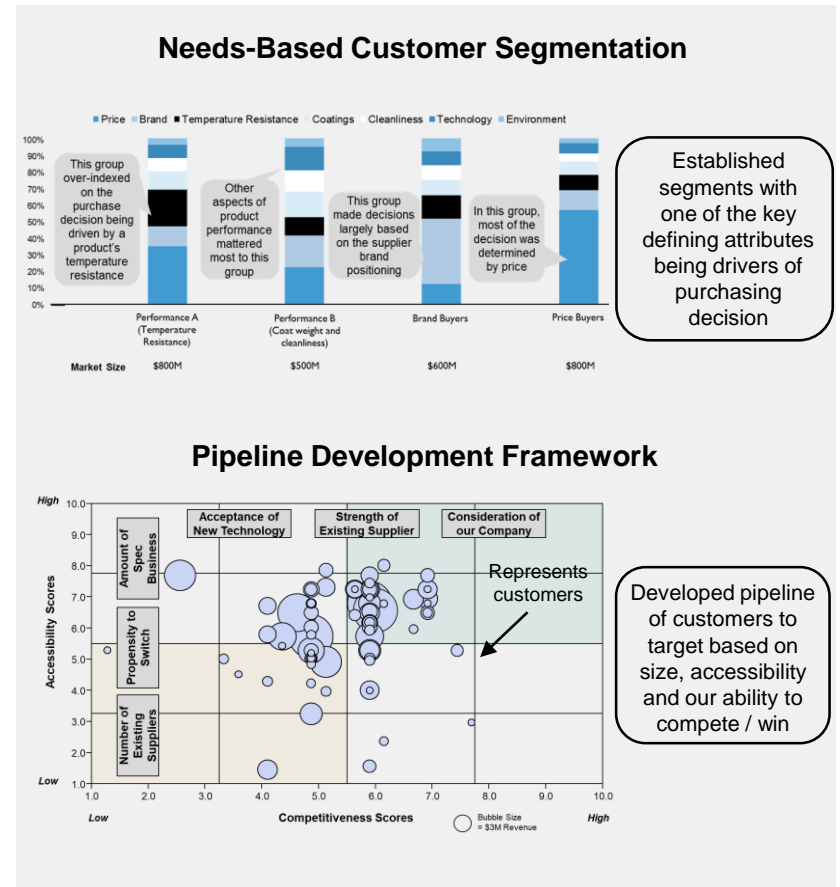 Needs-Based Customer Segmentation
Price Brand Temperature Resistance Coatings Cleanliness Technology Environment
100%
90%
80%
70%
60%
50%
40%
30%
20%
10%
0%
This group
over-indexed
on the
purchase
decision being
driven by a
product's
temperature
resistance
Other
aspects of
product
performance
mattered
most to this
group
This group
made decisions
largely based
on the supplier
brand
positioning
In this group,
most of the
decision was
determined
by price
Performance A
(Temperature
Resistance)
Performance B
(Coat weight and
cleanliness)
Brand Buyers
Price Buyers
Market Size $800M $500M $600M $800M
Established
segments with
one of the key
defining attributes
being drivers of
purchasing
decision
Pipeline Development Framework
High
10.0
9.0
8.0
7.0
6.0
5.0
4.0
3.0
2.0
1.0
Low
Accessibility Scores
Amount of
Spec
Business
Propensity to
Switch
Number of
Existing
Suppliers
Acceptance of
New Technology
Strength of
Existing Supplier
Consideration of
our Company
Represents
customers
1.0 2.0 3.0 4.0 5.0 6.0 7.0 8.0 9.0 10.0
Low Competitiveness Scores High
Bubble Size
= $3M Revenue
Developed pipeline
of customers to
target based on
size, accessibility
and our ability to
compete / win